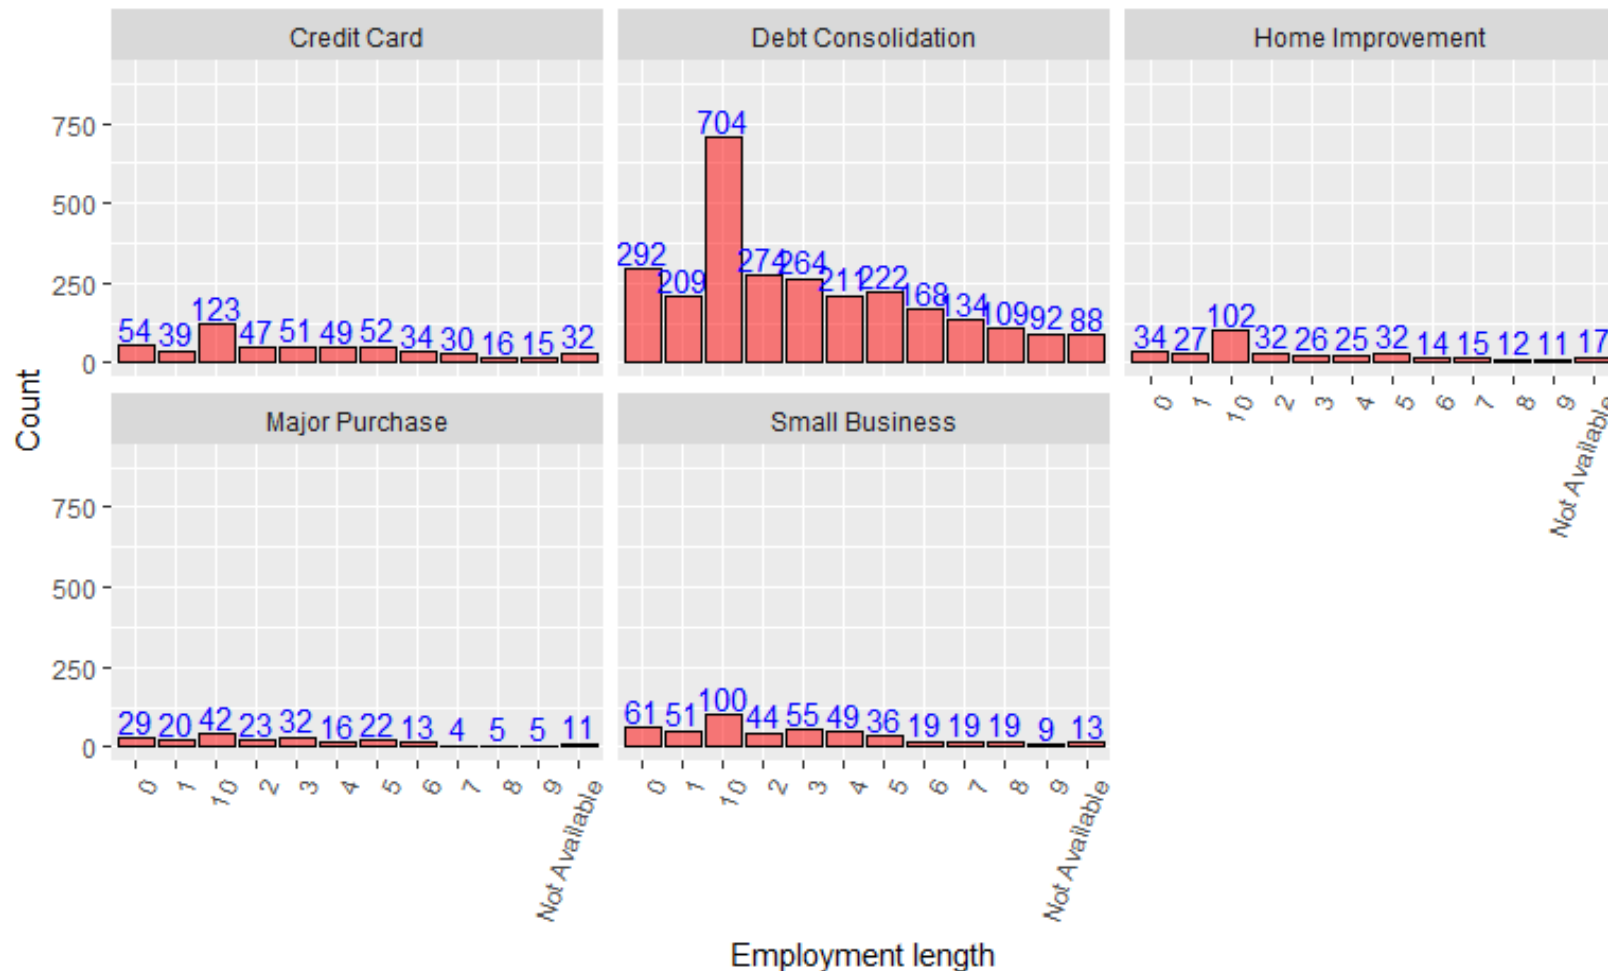 Credit Card
Debt Consolidation
Home Improvement
750
500
250
0
54 39 123 47 51 49 52 34 30 16 15 32
292 209 704 274 264 211 222 168 134 109 92 88
34 27 102 32 26 25 32 14 15 12 11 17
0 1 10 2 3 4 5 6 7 8 9 Not Available
Count
Major Purchase
Small Business
750
500
250
0
29 20 42 23 32 16 22 13 4 5 5 11
61 51 100 44 55 49 36 19 19 19 9 13
0 1 10 2 3 4 5 6 7 8 9 Not Available
0 1 10 2 3 4 5 6 7 8 9 Not Available
Employment length